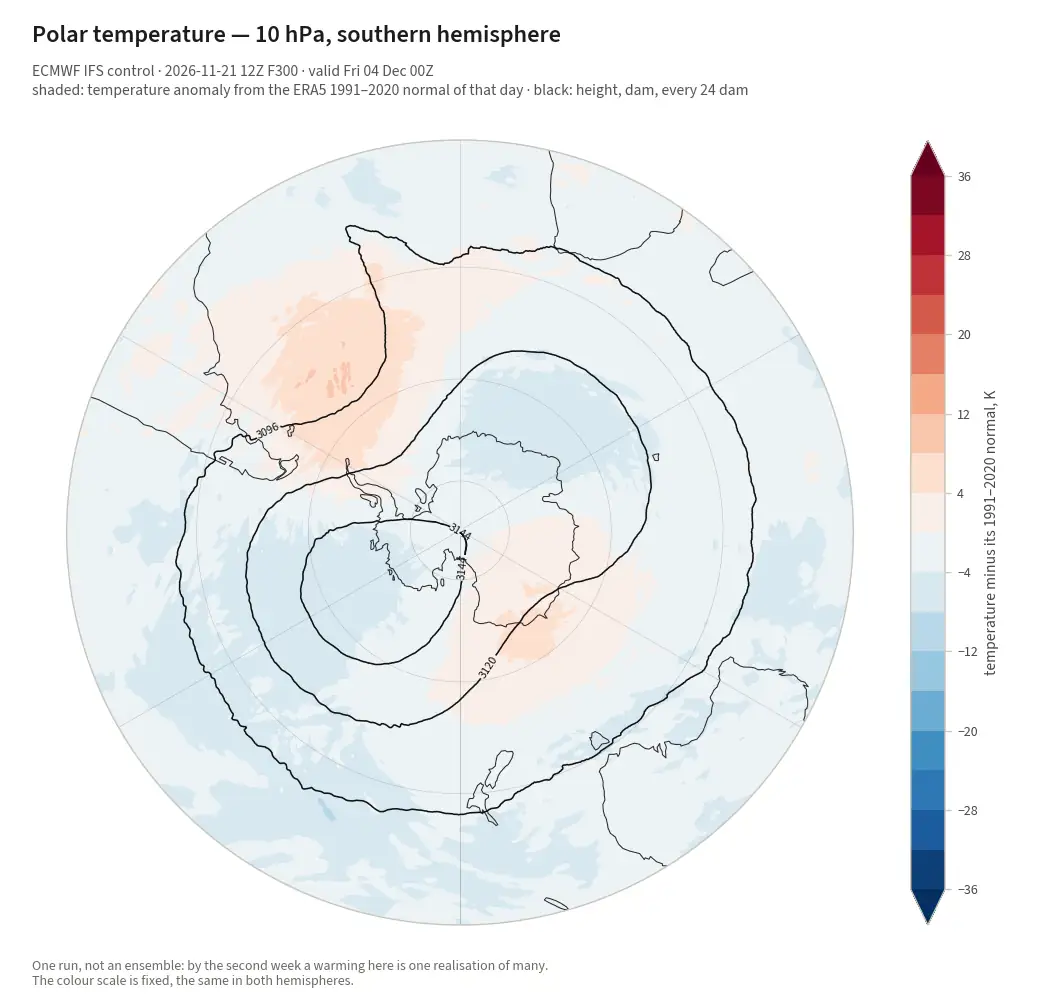 Polar temperature — 10 hPa, southern hemisphere
ECMWF IFS control · 2026-11-21 12Z F300 · valid Fri 04 Dec 00Z
shaded: temperature anomaly from the ERA5 1991–2020 normal of that day · black: height, dam, every 24 dam
36
28
20
12
4
−4
−12
−20
−28
−36
temperature minus its 1991–2020 normal, K
3096
3144
3144
3120
One run, not an ensemble: by the second week a warming here is one realisation of many.
The colour scale is fixed, the same in both hemispheres.